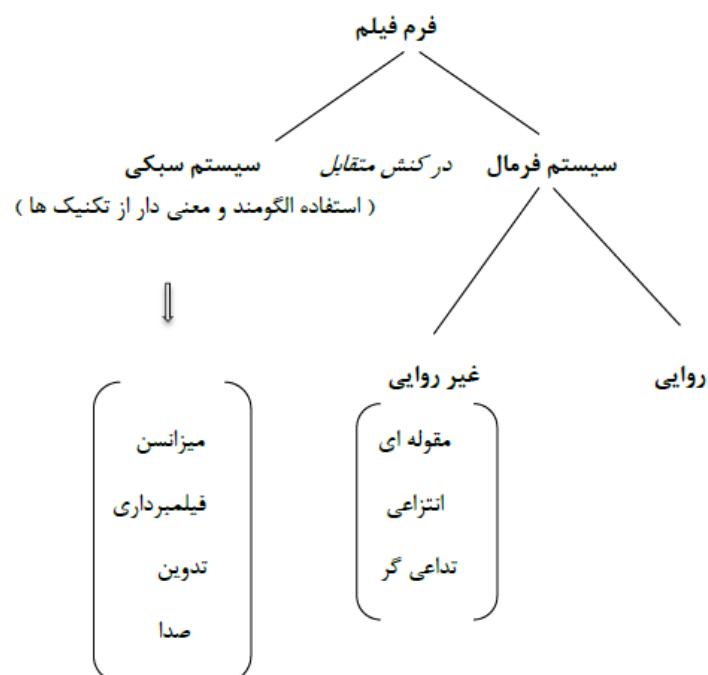 فرم فیلم
سیستم فرمال در کنش متقابل سیستم سبکی
( استفاده الگومند و معنی دار از تکنیک ها )
روایی
غیر روایی
مقوله ای
انتزاعی
تداعی گر
میزانسن
فیلمبرداری
تدوین
صدا